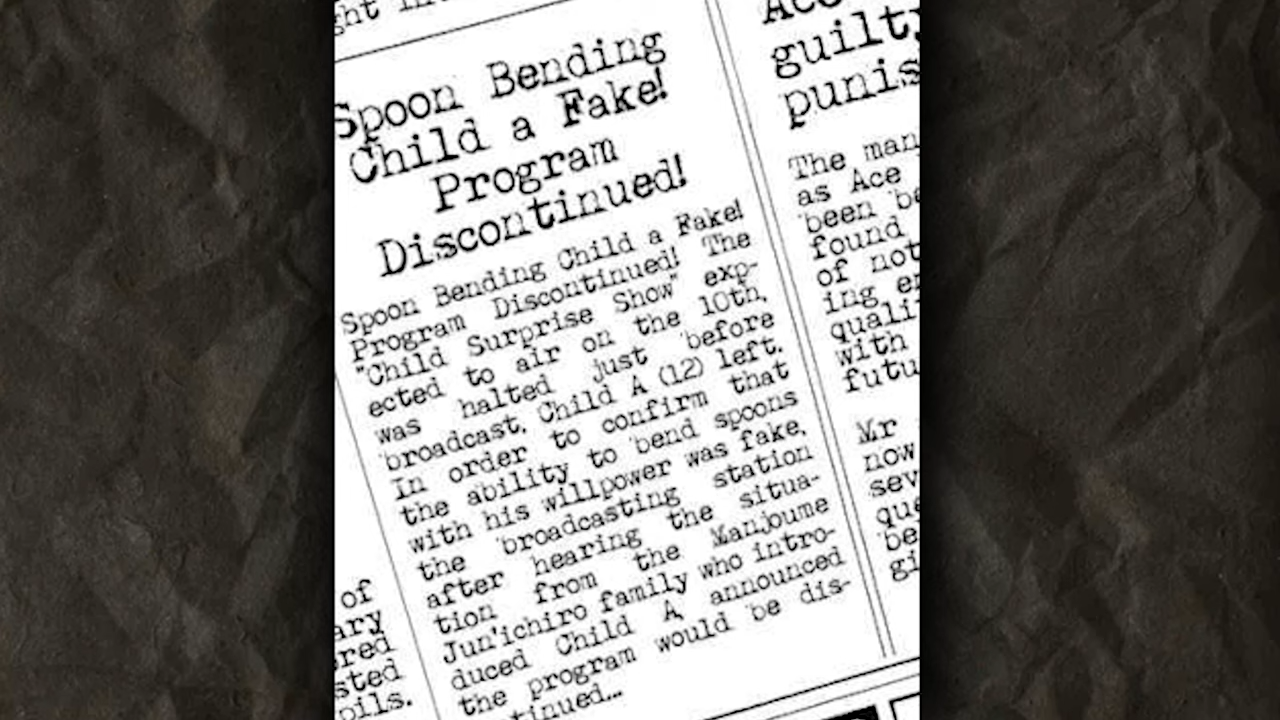 Spoon Bending
Child a Fake!
Program
Discontinued!
Spoon Bending Child a Fake!
Program Discontinued! The
"Child Surprise Show" exp-
ected to air on the 10th,
was halted just before
broadcast. Child A (12) left.
In order to confirm that
the ability to bend spoons
with his willpower was fake,
the broadcasting station
after hearing the situa-
tion from the Manjoume
Jun'ichiro family who intro-
duced Child A, announced
the program would be dis-
tinued...
guilty
punis
The man
as Ace
been be
found
of not
ing en
quali
with
futu
Mr
now
sev
que
be
gi
of
ary
ored
sted
pils.